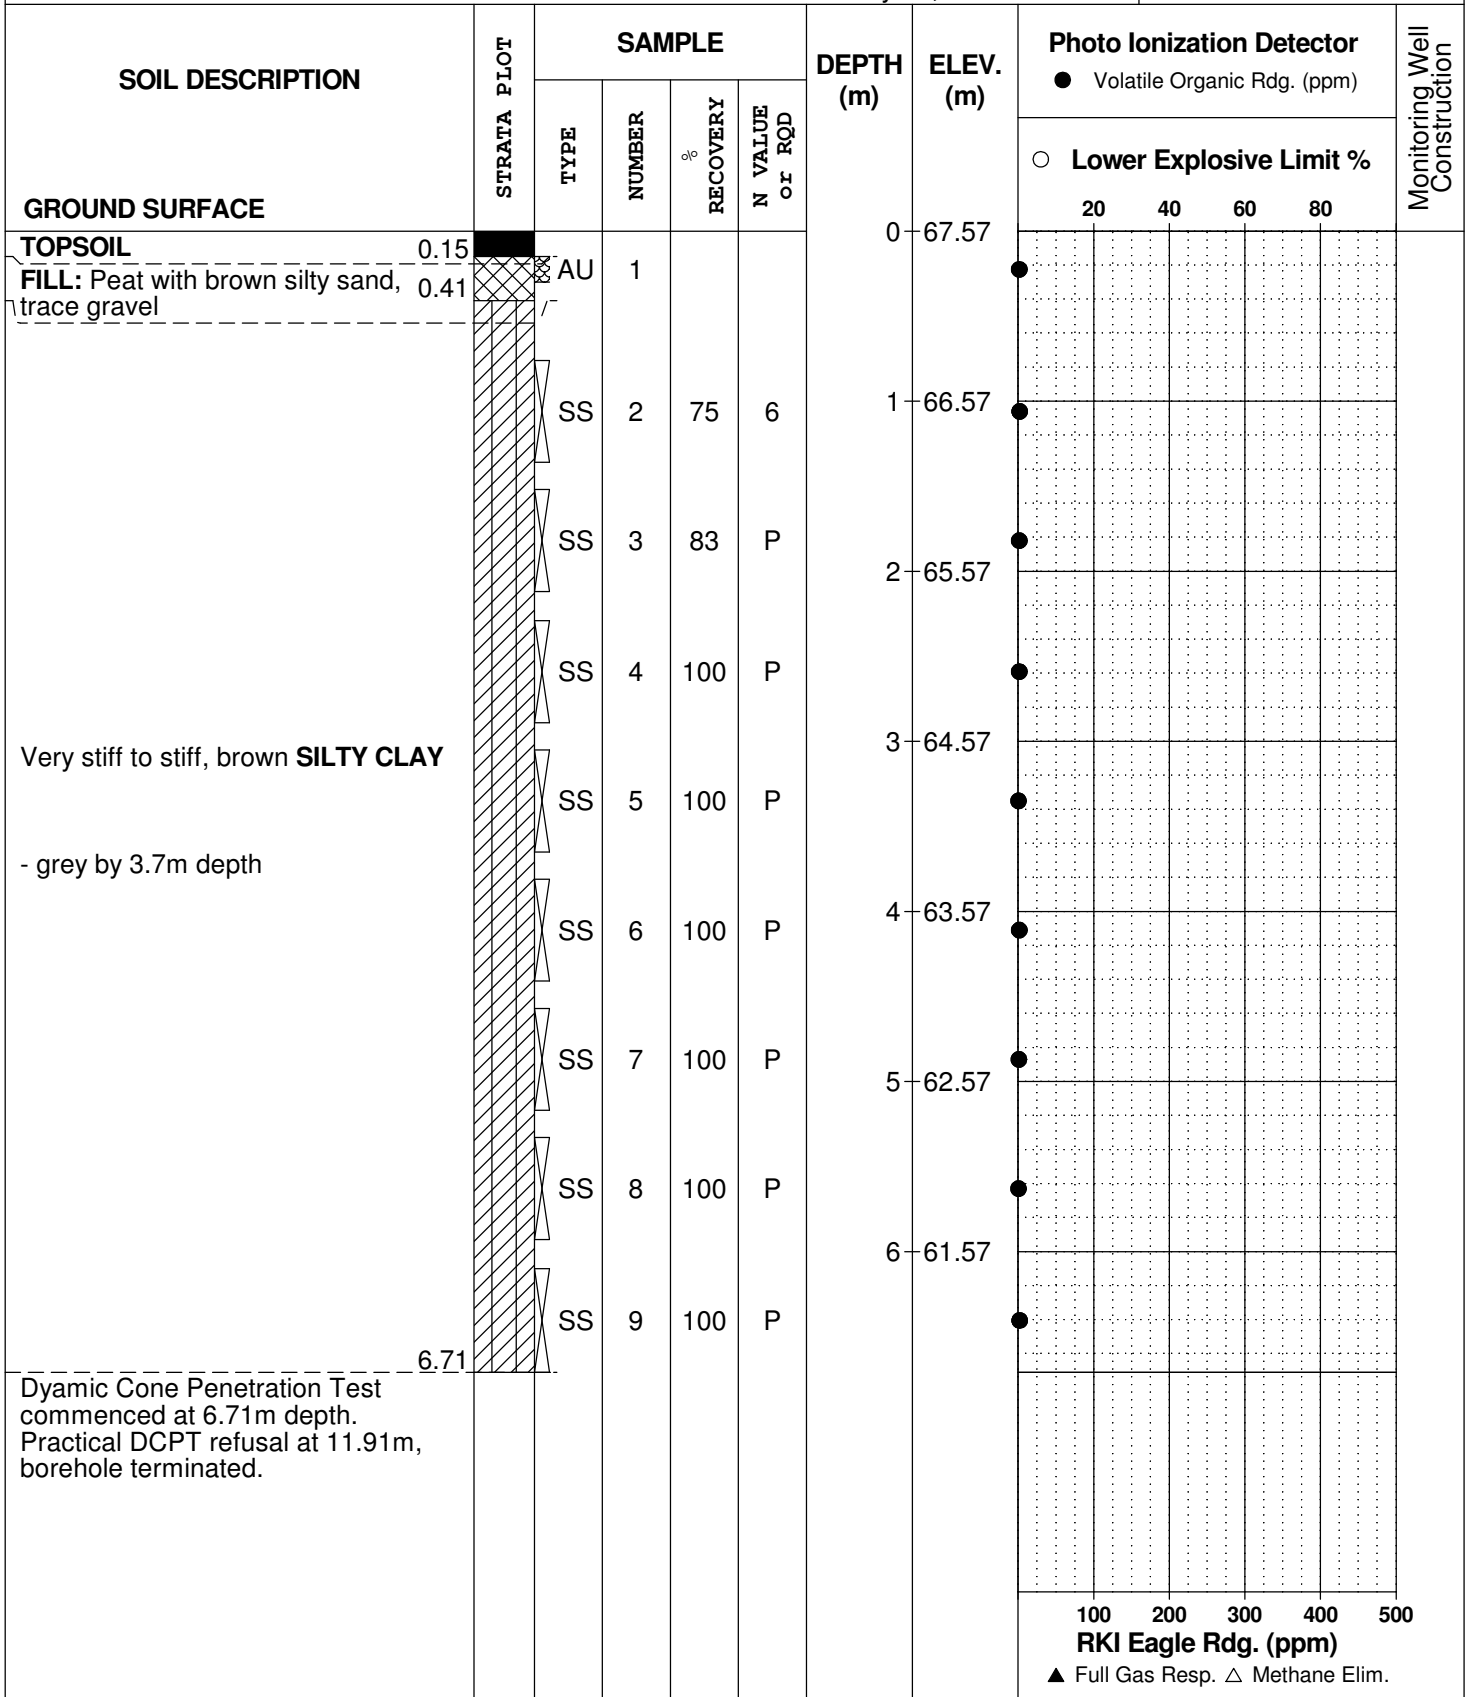 SOIL DESCRIPTION
GROUND SURFACE
STRATA PLOT
SAMPLE
TYPE
NUMBER
%
RECOVERY
N VALUE
or RQD
DEPTH
(m)
ELEV.
(m)
Photo Ionization Detector
● Volatile Organic Rdg. (ppm)
○ Lower Explosive Limit %
20 40 60 80
Monitoring Well
Construction
0 67.57
TOPSOIL 0.15
FILL: Peat with brown silty sand, 0.41
trace gravel
AU 1
SS 2 75 6
1 66.57
SS 3 83 P
2 65.57
SS 4 100 P
3 64.57
Very stiff to stiff, brown SILTY CLAY
SS 5 100 P
- grey by 3.7m depth
4 63.57
SS 6 100 P
SS 7 100 P
5 62.57
SS 8 100 P
6 61.57
SS 9 100 P
6.71
Dyamic Cone Penetration Test
commenced at 6.71m depth.
Practical DCPT refusal at 11.91m,
borehole terminated.
100 200 300 400 500
RKI Eagle Rdg. (ppm)
▲ Full Gas Resp. △ Methane Elim.